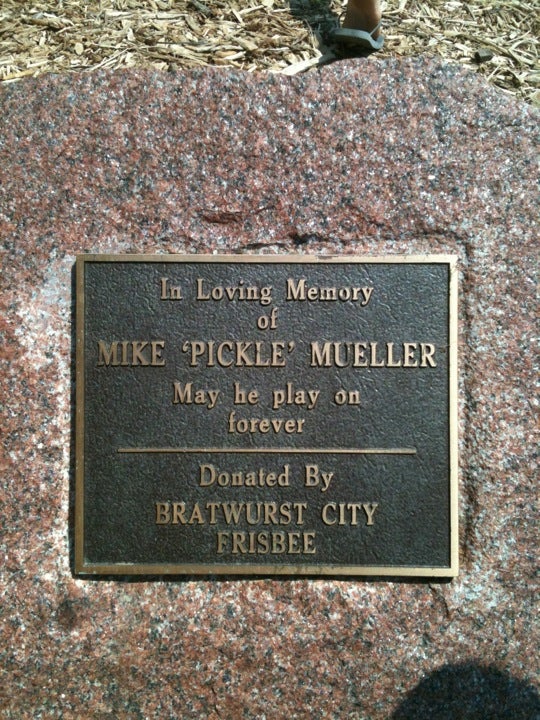 In Loving Memory
of
MIKE 'PICKLE' MUELLER
May he play on
forever
Donated By
BRATWURST CITY
FRISBEE